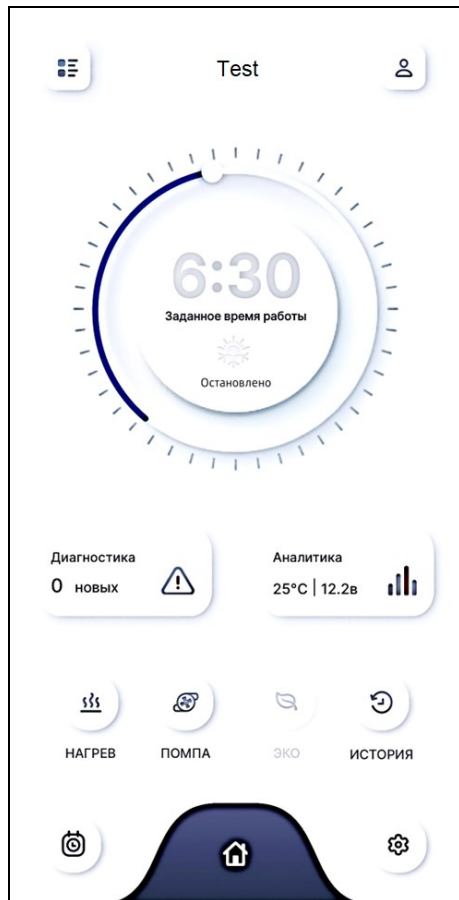 Test
6:30
Заданное время работы
Остановлено
Диагностика
0 новых
Аналитика
25°C | 12.2в
НАГРЕВ
ПОМПА
ЭКО
ИСТОРИЯ